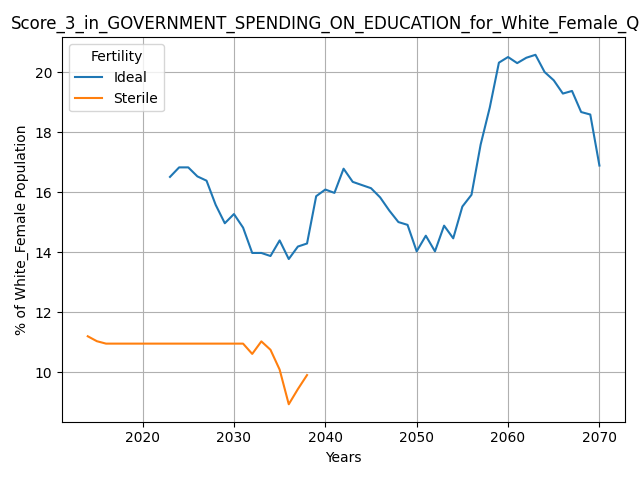 Score_3_in_GOVERNMENT_SPENDING_ON_EDUCATION_for_White_Female_Q
Fertility
Ideal
Sterile
% of White_Female Population
20
18
16
14
12
10
2020 2030 2040 2050 2060 2070
Years